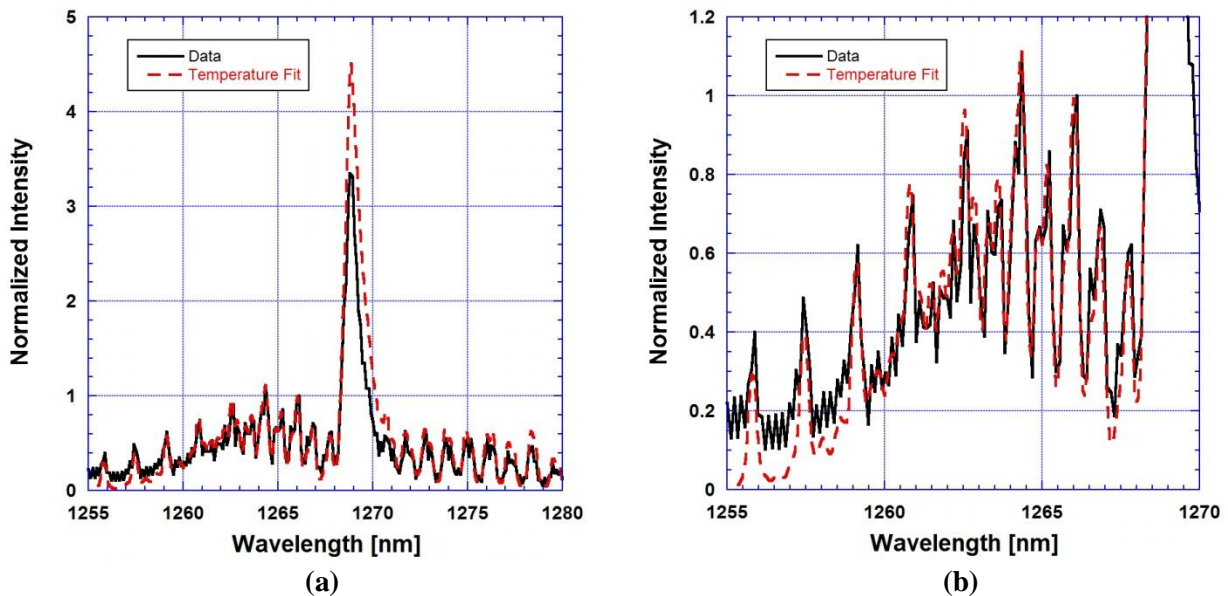 5
4
3
2
1
0
Normalized Intensity
Data
Temperature Fit
1255
1260
1265
1270
1275
1280
Wavelength [nm]
(a)
1.2
1
0.8
0.6
0.4
0.2
0
Normalized Intensity
Data
Temperature Fit
1255
1260
1265
1270
Wavelength [nm]
(b)